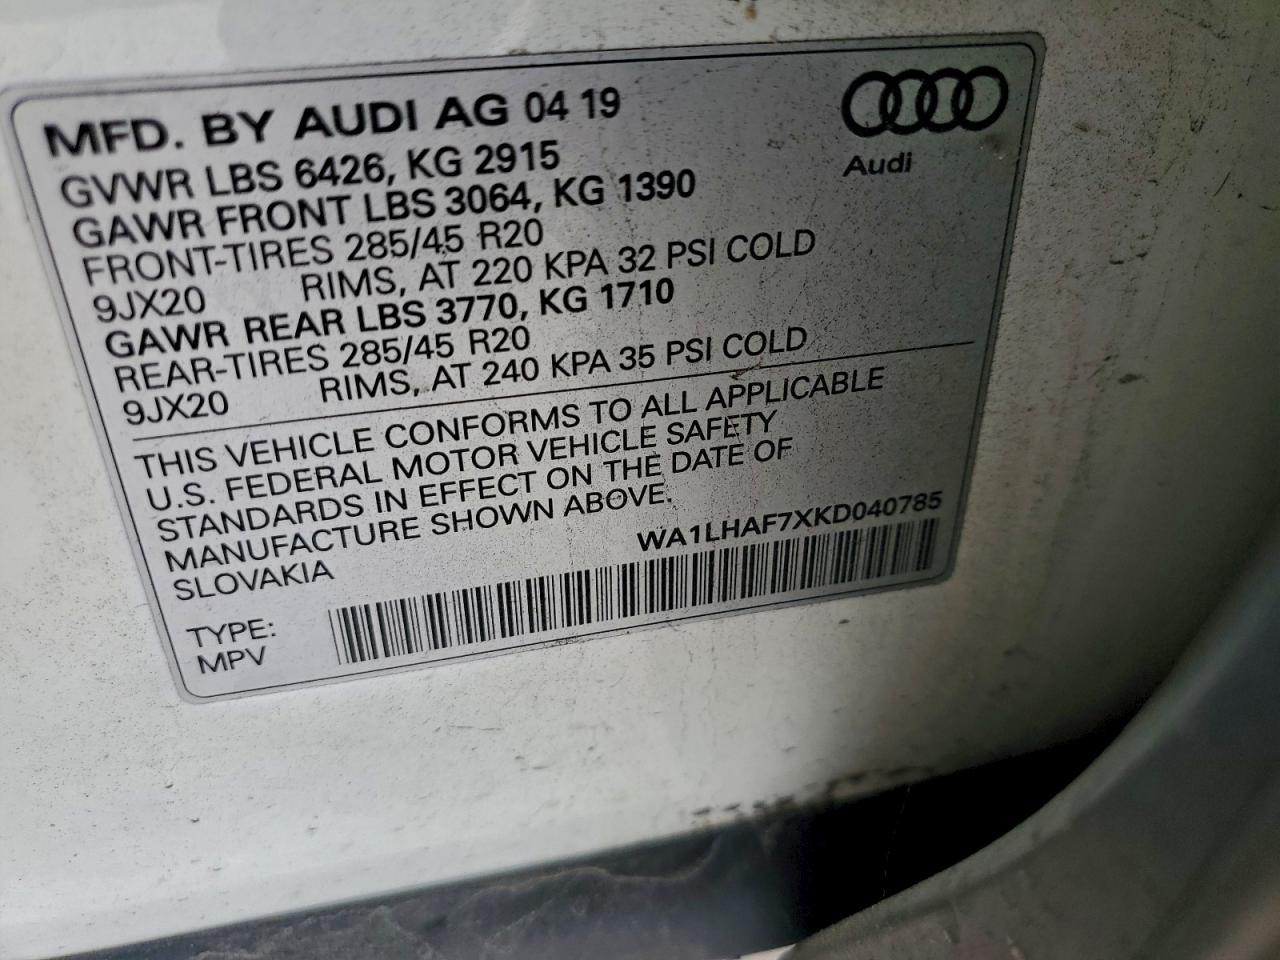 MFD. BY AUDI AG 04 19
GVWR LBS 6426, KG 2915
GAWR FRONT LBS 3064, KG 1390
FRONT-TIRES 285/45 R20
9JX20 RIMS, AT 220 KPA 32 PSI COLD
GAWR REAR LBS 3770, KG 1710
REAR-TIRES 285/45 R20
9JX20 RIMS, AT 240 KPA 35 PSI COLD
Audi
THIS VEHICLE CONFORMS TO ALL APPLICABLE
U.S. FEDERAL MOTOR VEHICLE SAFETY
STANDARDS IN EFFECT ON THE DATE OF
MANUFACTURE SHOWN ABOVE.
SLOVAKIA
WA1LHAF7XKD040785
TYPE:
MPV